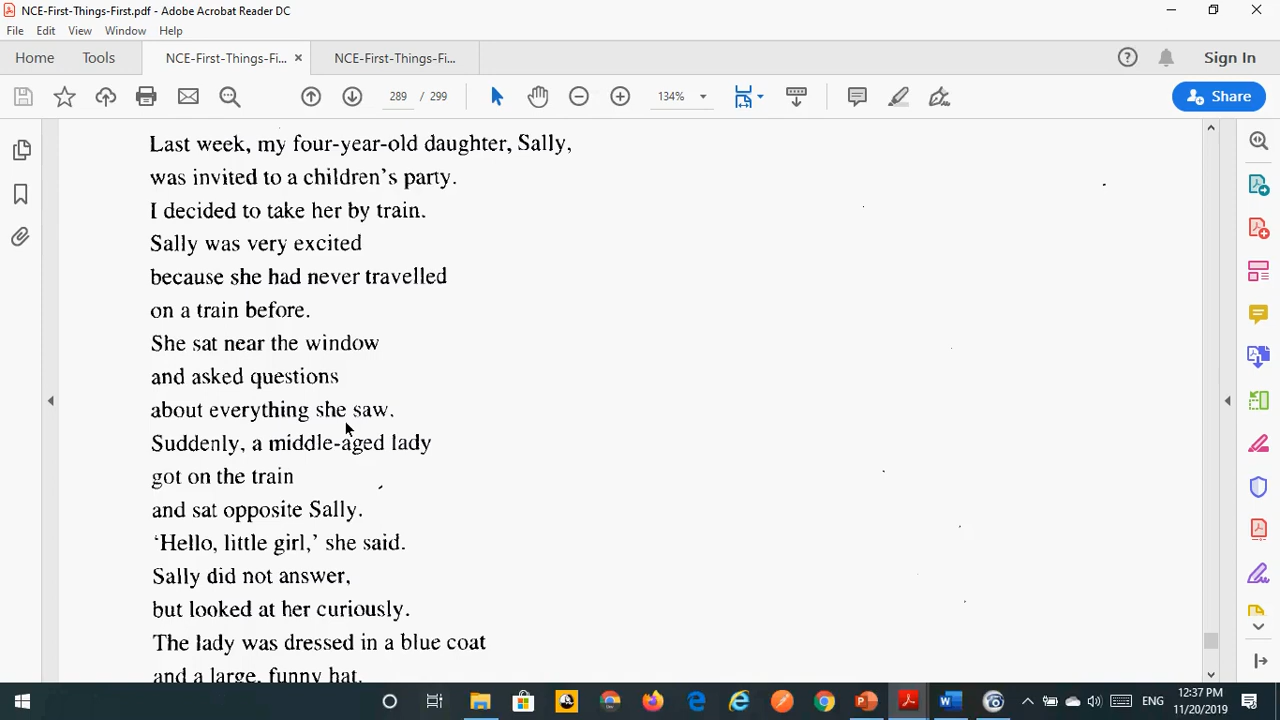 NCE-First-Things-First.pdf - Adobe Acrobat Reader DC
File Edit View Window Help
Home Tools NCE-First-Things-Fi... × NCE-First-Things-Fi... Sign In
289 / 299 134% Share
Last week, my four-year-old daughter, Sally,
was invited to a children's party.
I decided to take her by train.
Sally was very excited
because she had never travelled
on a train before.
She sat near the window
and asked questions
about everything she saw.
Suddenly, a middle-aged lady
got on the train
and sat opposite Sally.
‘Hello, little girl,’ she said.
Sally did not answer,
but looked at her curiously.
The lady was dressed in a blue coat
and a large, funny hat.
ENG 12:37 PM
11/20/2019